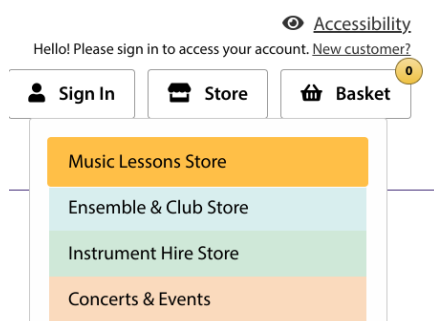 Accessibility
Hello! Please sign in to access your account. New customer?
0
Sign In
Store
Basket
Music Lessons Store
Ensemble & Club Store
Instrument Hire Store
Concerts & Events